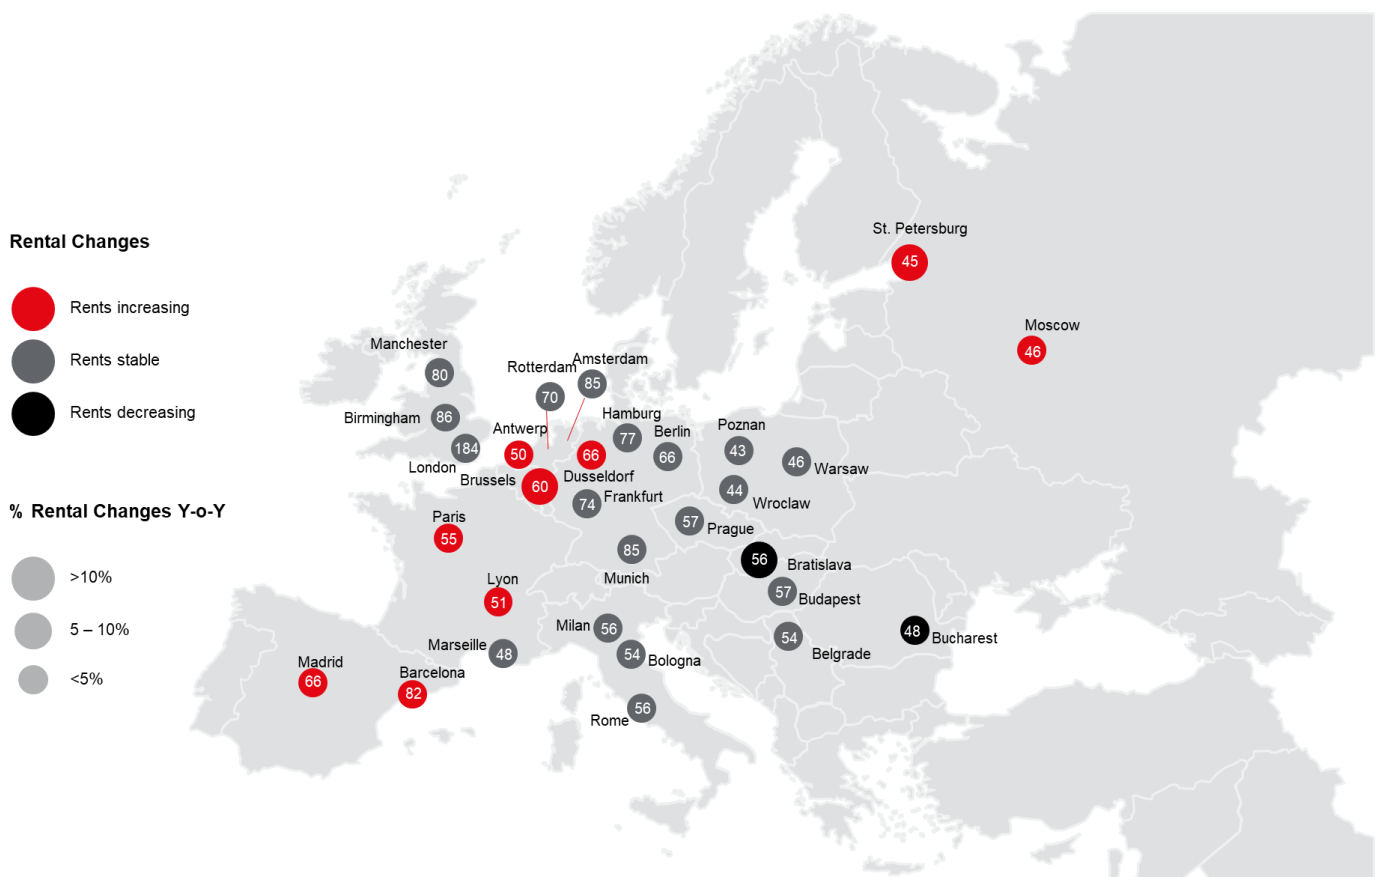 Rental Changes
Rents increasing
Rents stable
Rents decreasing
% Rental Changes Y-o-Y
>10%
5 – 10%
<5%
St. Petersburg
45
Moscow
46
Manchester
80
Rotterdam
70
Amsterdam
85
Birmingham
86
Hamburg
77
Antwerp
50
Berlin
66
Poznan
43
London
184
Dusseldorf
66
Warsaw
46
Brussels
60
Frankfurt
74
Wroclaw
44
Paris
55
Prague
57
Munich
85
Bratislava
56
Lyon
51
Budapest
57
Milan
56
Marseille
48
Bologna
54
Belgrade
54
Bucharest
48
Madrid
66
Barcelona
82
Rome
56